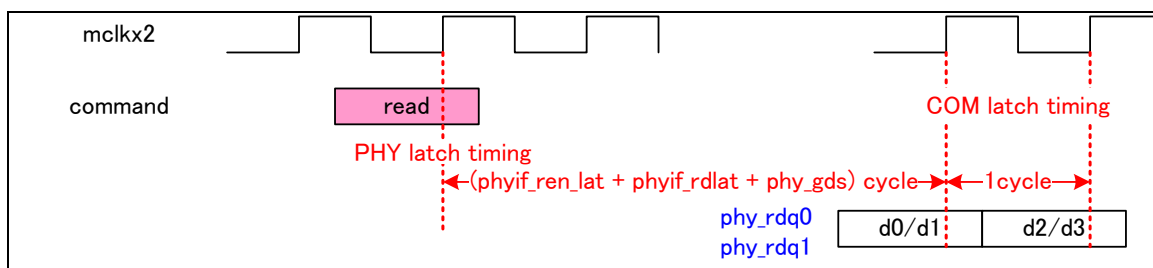 mclkx2
command
read
COM latch timing
PHY latch timing
(phyif_ren_lat + phyif_rdlat + phy_gds) cycle
1cycle
phy_rdq0
phy_rdq1
d0/d1
d2/d3